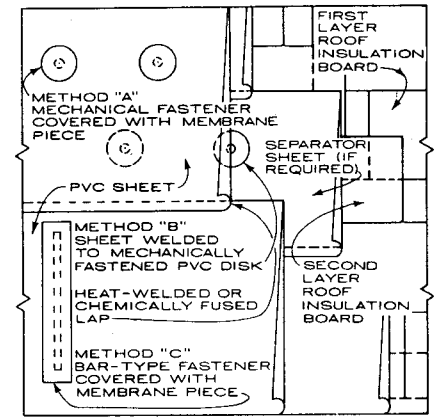 FIRST
LAYER
ROOF
INSULATION
BOARD
METHOD "A"
MECHANICAL FASTENER
COVERED WITH MEMBRANE
PIECE
SEPARATOR
SHEET (IF
REQUIRED)
PVC SHEET
METHOD "B"
SHEET WELDED
TO MECHANICALLY
FASTENED PVC DISK
HEAT-WELDED OR
CHEMICALLY FUSED
LAP
SECOND
LAYER
ROOF
INSULATION
BOARD
METHOD "C"
BAR-TYPE FASTENER
COVERED WITH
MEMBRANE PIECE